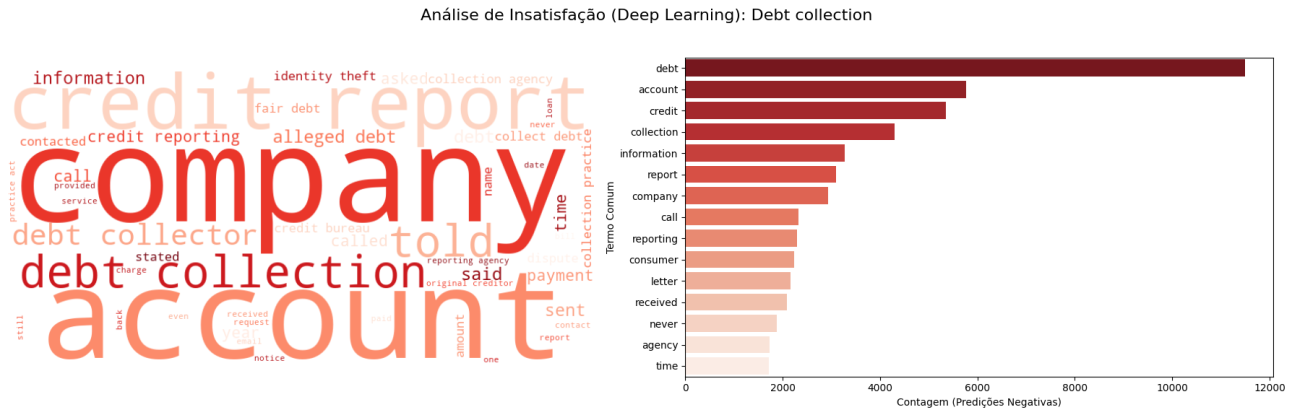 Análise de Insatisfação (Deep Learning): Debt collection
information
identity theft
asked
collection agency
credit report
fair debt
loan
never
contacted
credit reporting
alleged debt
debt
collect debt
company
practice act
call
provided
service
name
date
time
collection practice
debt collector
credit bureau
called
told
dispute
stated
reporting agency
debt collection
charge
said
payment
original creditor
account
still
back
even
received
request
year
email
notice
amount
paid
one
sent
contact
report
Termo Comum
debt
account
credit
collection
information
report
company
call
reporting
consumer
letter
received
never
agency
time
0 2000 4000 6000 8000 10000 12000
Contagem (Predições Negativas)